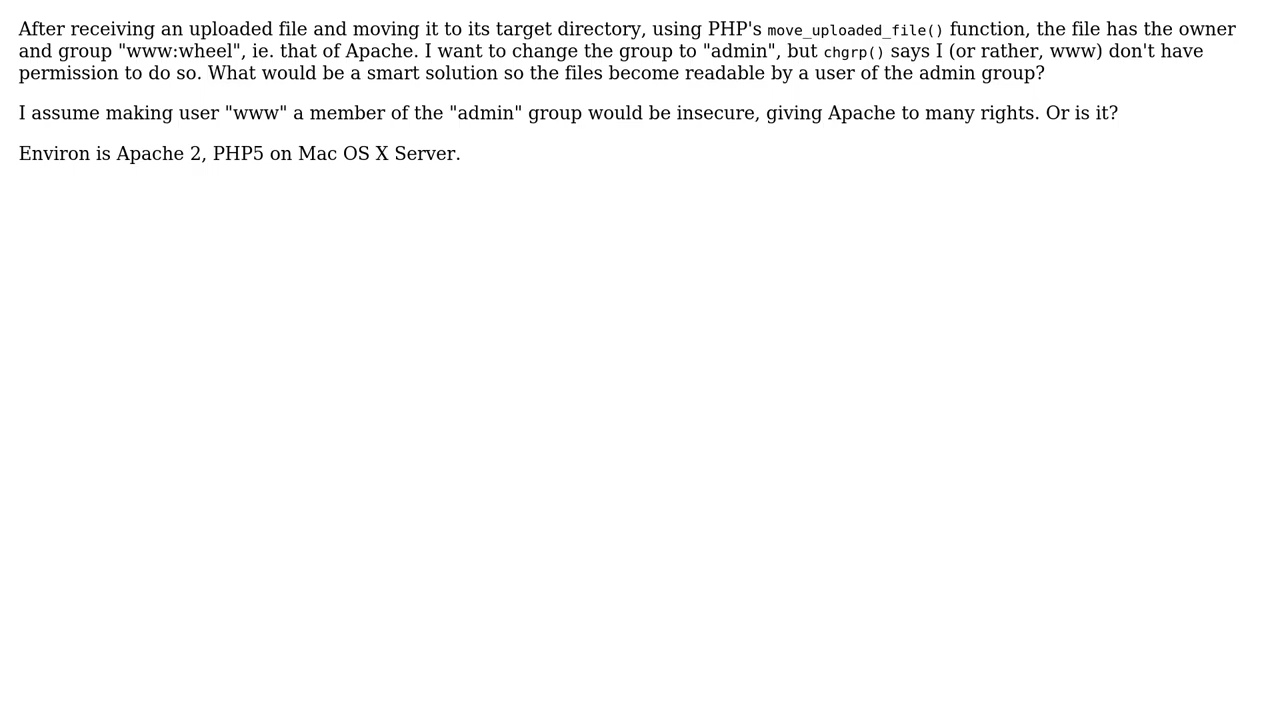 After receiving an uploaded file and moving it to its target directory, using PHP's move_uploaded_file() function, the file has the owner
and group "www:wheel", ie. that of Apache. I want to change the group to "admin", but chgrp() says I (or rather, www) don't have
permission to do so. What would be a smart solution so the files become readable by a user of the admin group?
I assume making user "www" a member of the "admin" group would be insecure, giving Apache to many rights. Or is it?
Environ is Apache 2, PHP5 on Mac OS X Server.